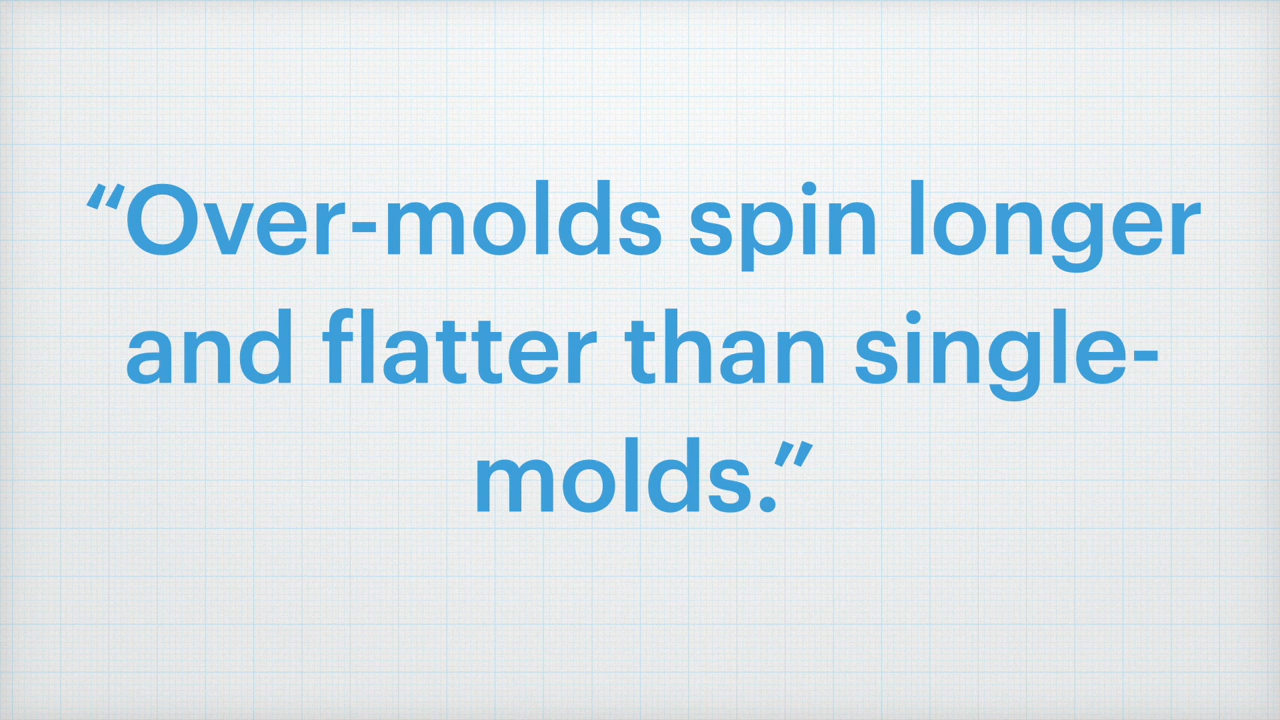 “Over-molds spin longer
and flatter than single-
molds.”